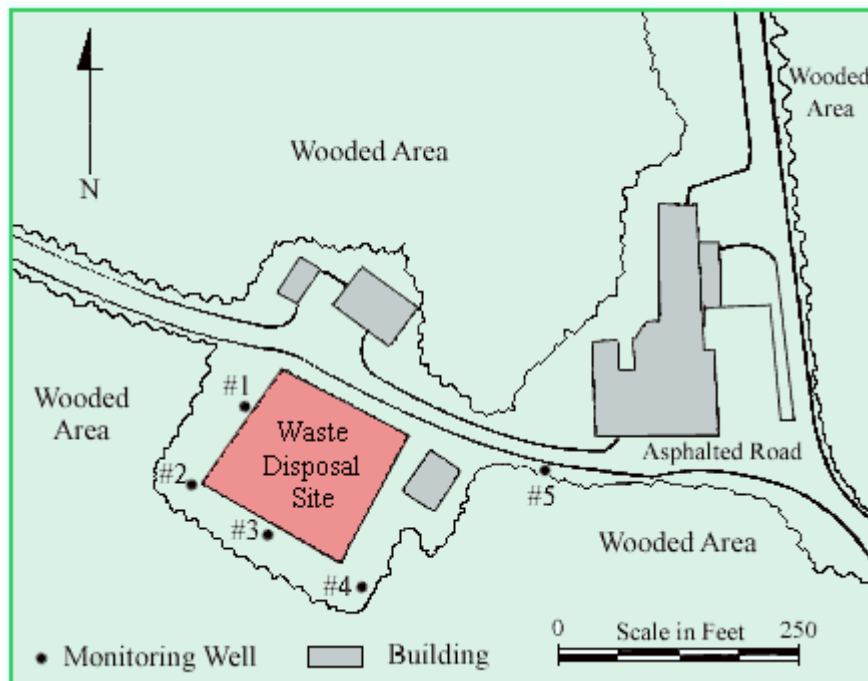 Wooded
Area
Wooded Area
N
#1
Wooded
Area
Waste
Disposal
Site
Asphalted Road
#2
#5
#3
Wooded Area
#4
0 Scale in Feet 250
Monitoring Well
Building